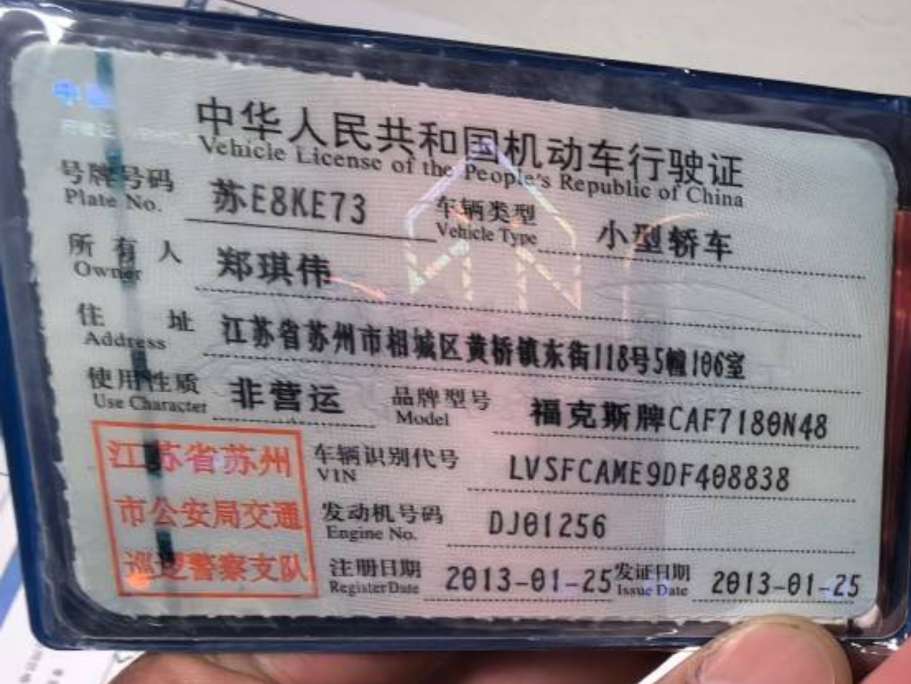 中华人民共和国机动车行驶证
Vehicle License of the People's Republic of China
号牌号码 苏E8KE73 车辆类型 小型轿车
Plate No. Vehicle Type
所有人 郑琪伟
Owner
住址 江苏省苏州市相城区黄桥镇东街118号5幢106室
Address
使用性质 非营运 品牌型号 福克斯牌CAF7180N48
Use Character Model
江苏省苏州
市公安局交通
巡逻警察支队
车辆识别代号 LVSFCAME9DF408838
VIN
发动机号码 DJ01256
Engine No.
注册日期 2013-01-25 发证日期 2013-01-25
Register Date Issue Date